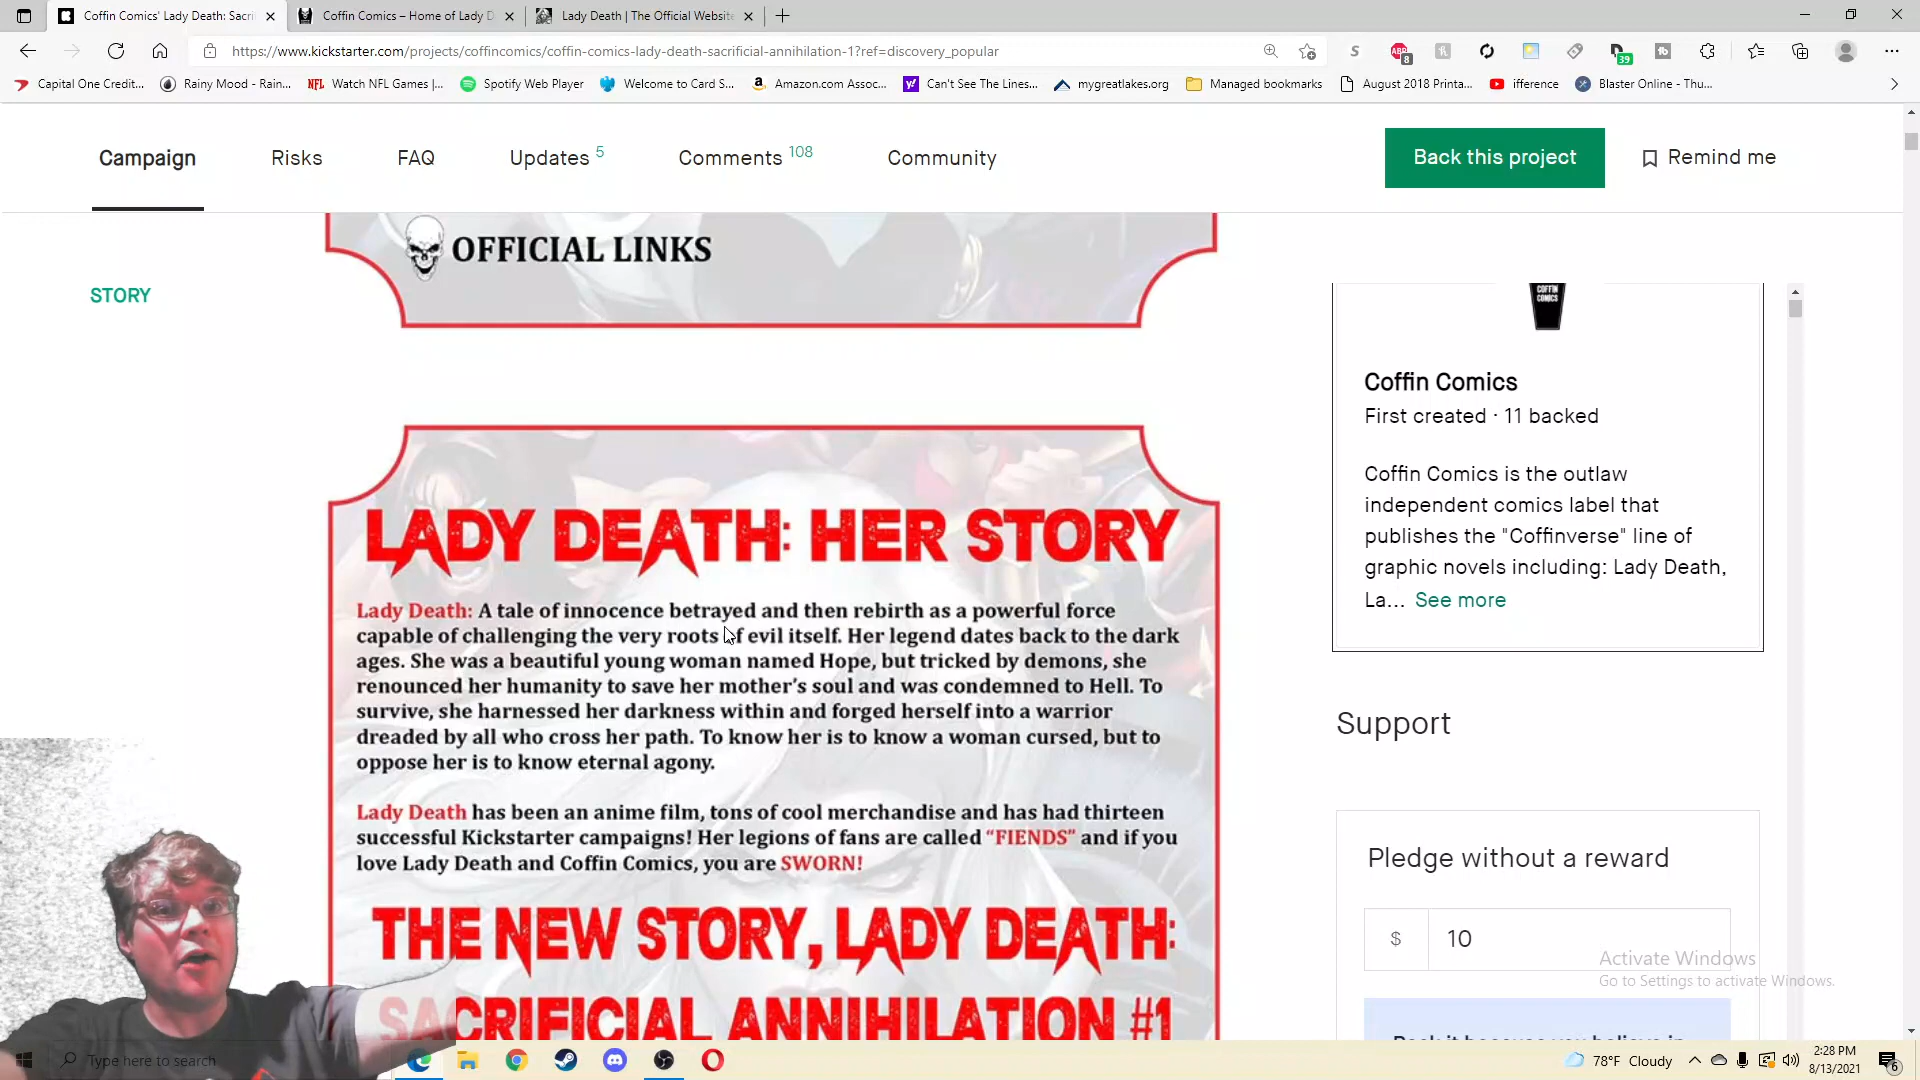 Coffin Comics' Lady Death: Sacri
Coffin Comics – Home of Lady D
Lady Death | The Official Website
https://www.kickstarter.com/projects/coffincomics/coffin-comics-lady-death-sacrificial-annihilation-1?ref=discovery_popular
8
39
Capital One Credit...
Rainy Mood - Rain...
NFL Watch NFL Games |...
Spotify Web Player
Welcome to Card S...
Amazon.com Assoc...
Can't See The Lines...
mygreatlakes.org
Managed bookmarks
August 2018 Printa...
ifference
Blaster Online - Thu...
Campaign
Risks
FAQ
Updates 5
Comments 108
Community
Back this project
Remind me
OFFICIAL LINKS
STORY
LADY DEATH: HER STORY
Lady Death: A tale of innocence betrayed and then rebirth as a powerful force
capable of challenging the very roots of evil itself. Her legend dates back to the dark
ages. She was a beautiful young woman named Hope, but tricked by demons, she
renounced her humanity to save her mother's soul and was condemned to Hell. To
survive, she harnessed her darkness within and forged herself into a warrior
dreaded by all who cross her path. To know her is to know a woman cursed, but to
oppose her is to know eternal agony.
Lady Death has been an anime film, tons of cool merchandise and has had thirteen
successful Kickstarter campaigns! Her legions of fans are called "FIENDS" and if you
love Lady Death and Coffin Comics, you are SWORN!
THE NEW STORY, LADY DEATH:
SACRIFICIAL ANNIHILATION #1
COFFIN
COMICS
Coffin Comics
First created · 11 backed
Coffin Comics is the outlaw
independent comics label that
publishes the "Coffinverse" line of
graphic novels including: Lady Death,
La... See more
Support
Pledge without a reward
$ 10
Activate Windows
Go to Settings to activate Windows.
Type here to search
78°F Cloudy
2:28 PM
8/13/2021
6